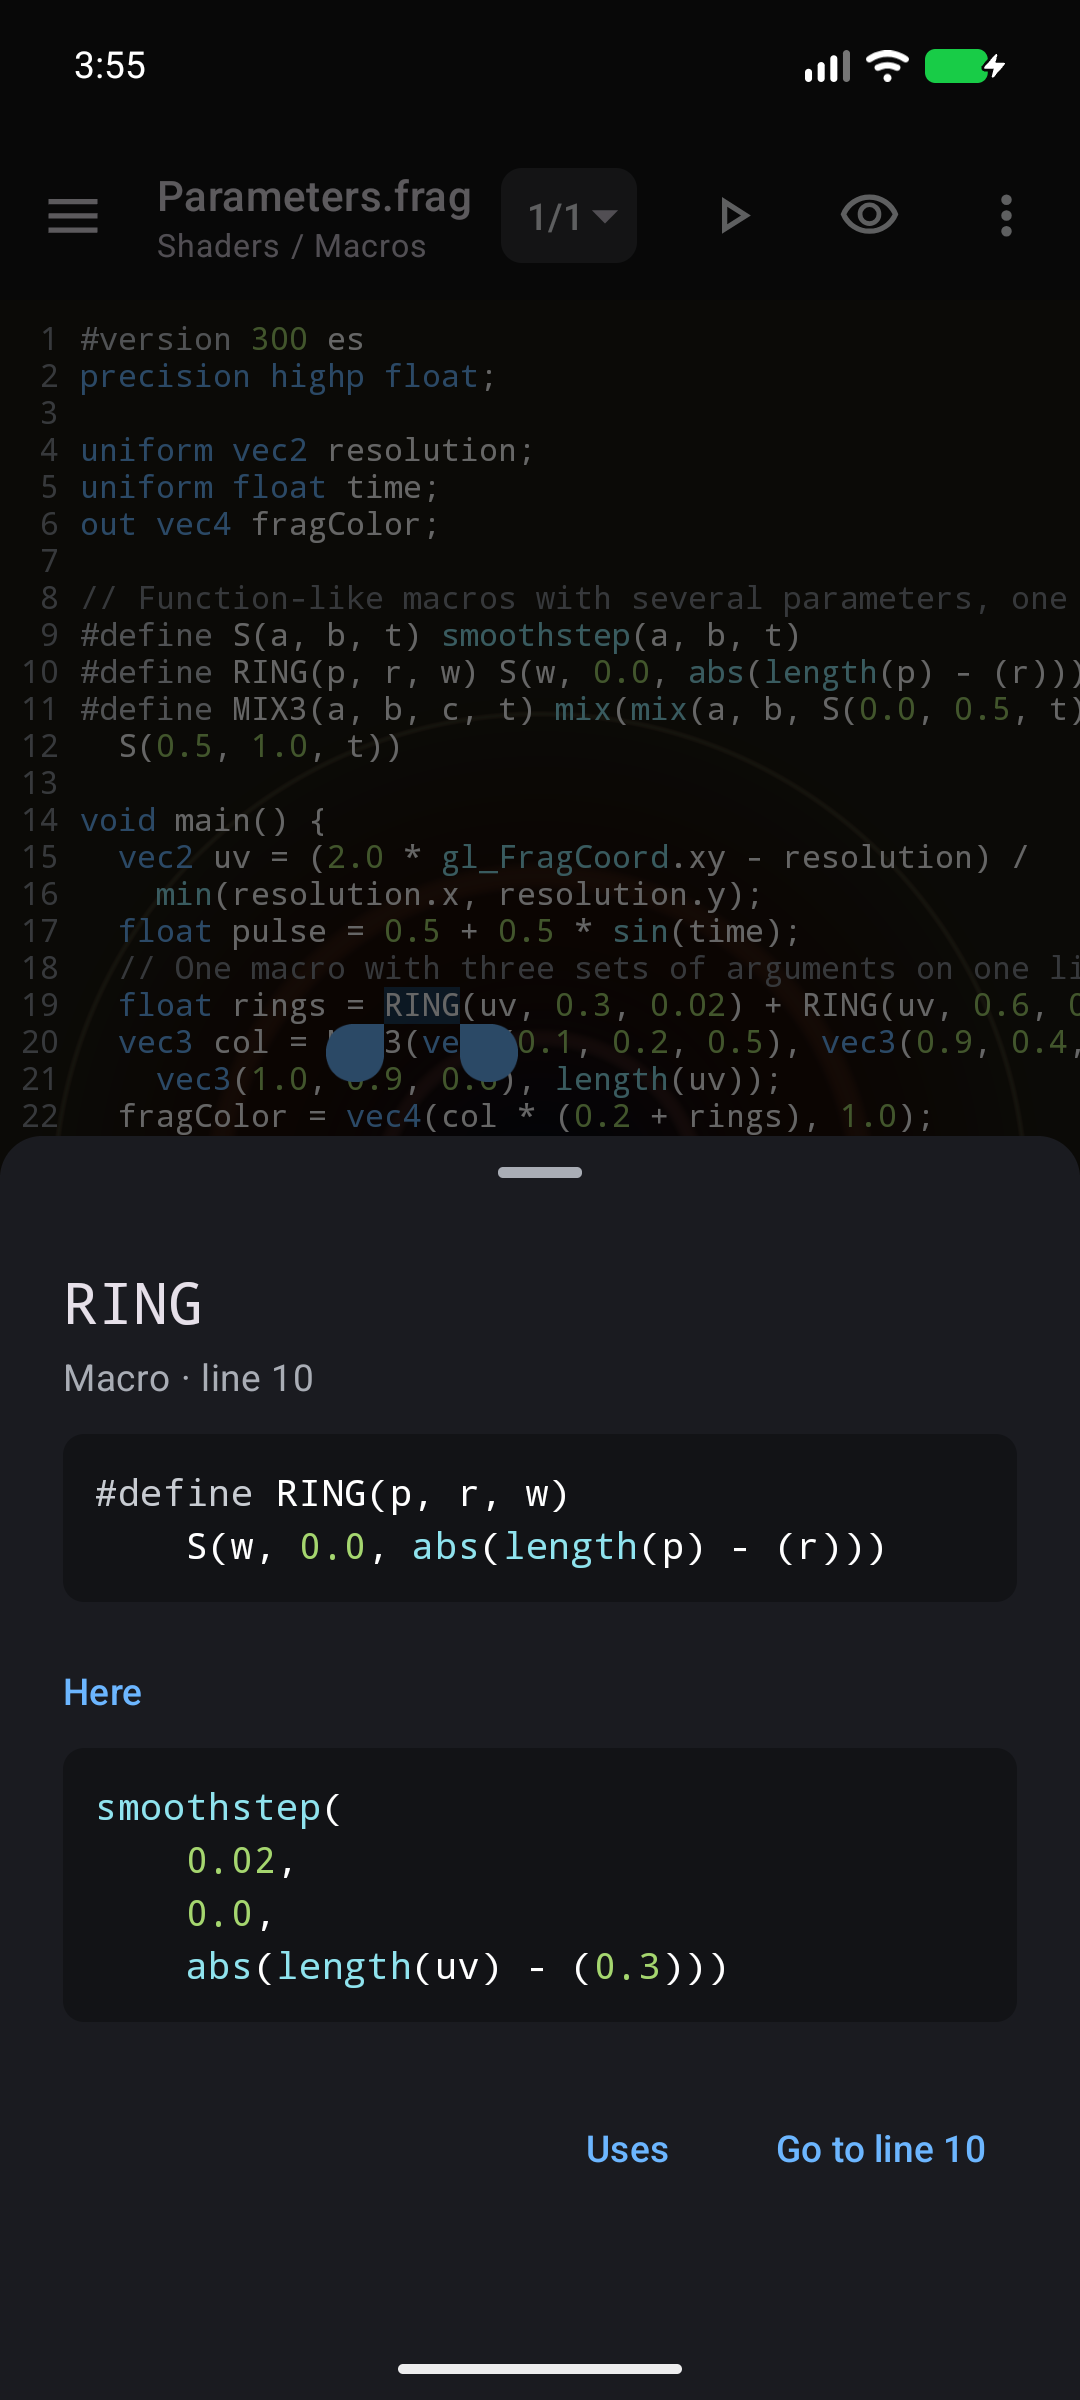 3:55
Parameters.frag
Shaders / Macros
1/1
1 #version 300 es
2 precision highp float;
3
4 uniform vec2 resolution;
5 uniform float time;
6 out vec4 fragColor;
7
8 // Function-like macros with several parameters, one
9 #define S(a, b, t) smoothstep(a, b, t)
10 #define RING(p, r, w) S(w, 0.0, abs(length(p) - (r)))
11 #define MIX3(a, b, c, t) mix(mix(a, b, S(0.0, 0.5, t)
12 S(0.5, 1.0, t))
13
14 void main() {
15 vec2 uv = (2.0 * gl_FragCoord.xy - resolution) /
16 min(resolution.x, resolution.y);
17 float pulse = 0.5 + 0.5 * sin(time);
18 // One macro with three sets of arguments on one li
19 float rings = RING(uv, 0.3, 0.02) + RING(uv, 0.6, 0
20 vec3 col = 3(ve 0.1, 0.2, 0.5), vec3(0.9, 0.4,
21 vec3(1.0, 0.9, 0.8), length(uv));
22 fragColor = vec4(col * (0.2 + rings), 1.0);
RING
Macro · line 10
#define RING(p, r, w)
S(w, 0.0, abs(length(p) - (r)))
Here
smoothstep(
0.02,
0.0,
abs(length(uv) - (0.3)))
Uses
Go to line 10